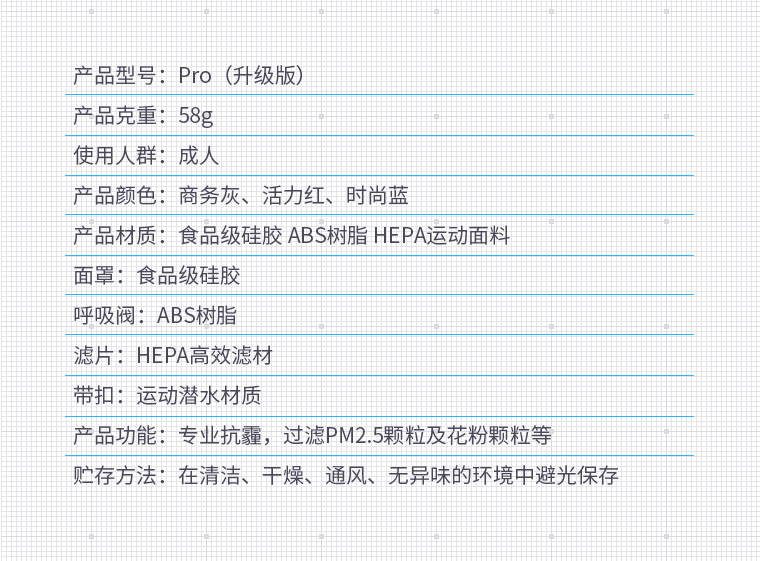 产品型号：Pro（升级版）
产品克重：58g
使用人群：成人
产品颜色：商务灰、活力红、时尚蓝
产品材质：食品级硅胶 ABS树脂 HEPA运动面料
面罩：食品级硅胶
呼吸阀：ABS树脂
滤片：HEPA高效滤材
带扣：运动潜水材质
产品功能：专业抗霾，过滤PM2.5颗粒及花粉颗粒等
贮存方法：在清洁、干燥、通风、无异味的环境中避光保存